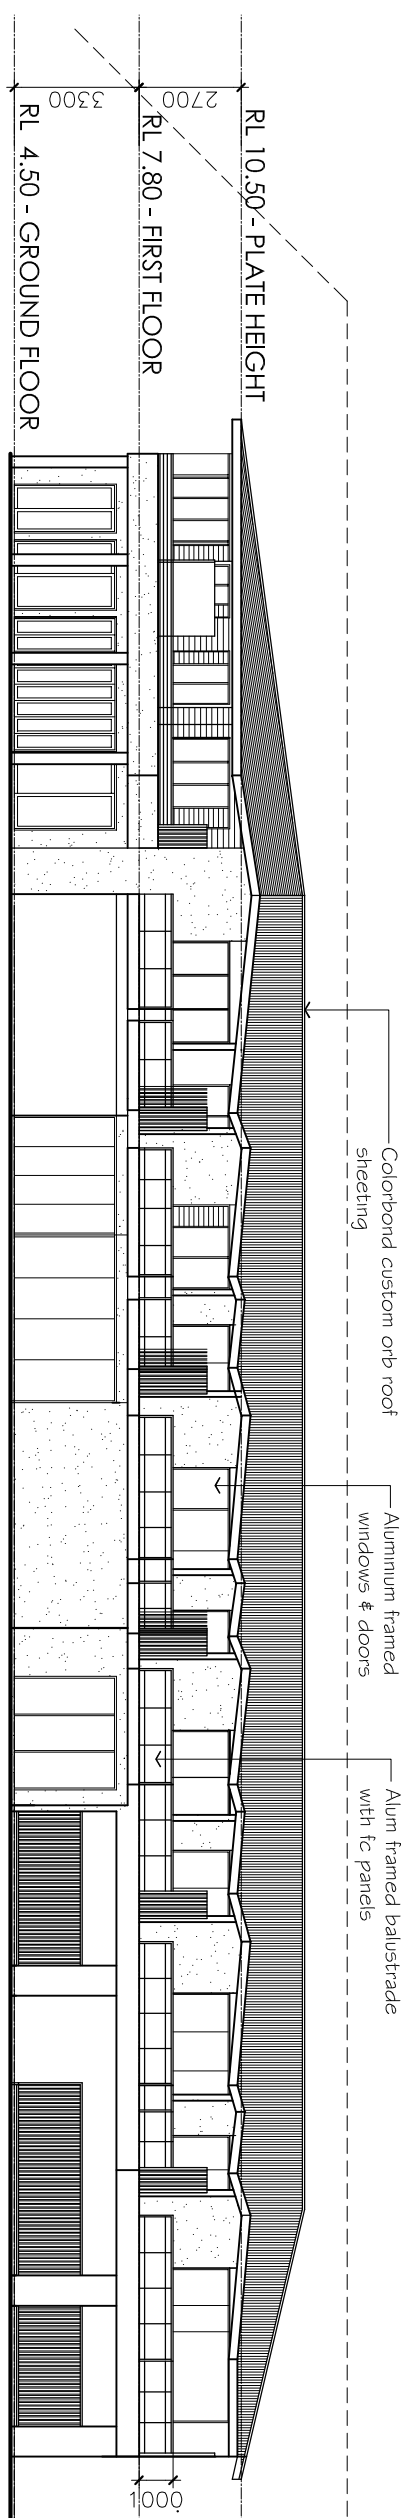 Colorbond custom orb roof
sheeting
Aluminium framed
windows & doors
Alum framed balustrade
with fc panels
RL 10.50 - PLATE HEIGHT
2700
RL 7.80 - FIRST FLOOR
3300
RL 4.50 - GROUND FLOOR
1000